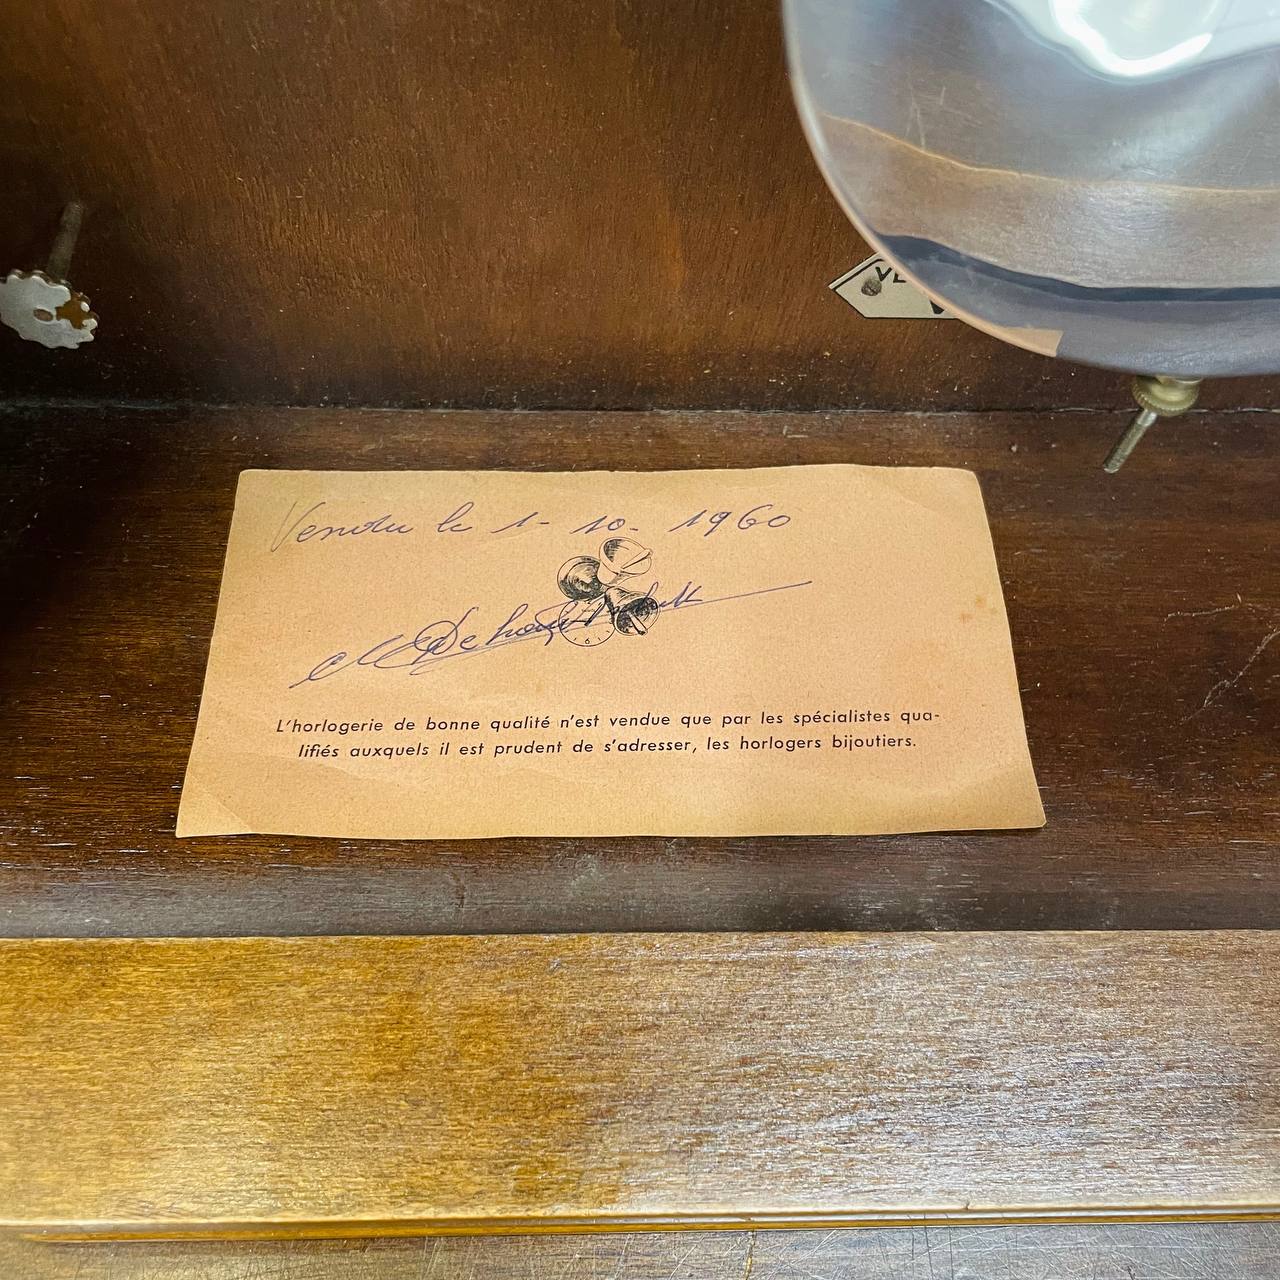 Vendu le 1- 10- 1960
L'horlogerie de bonne qualité n'est vendue que par les spécialistes qua-
lifiés auxquels il est prudent de s'adresser, les horlogers bijoutiers.